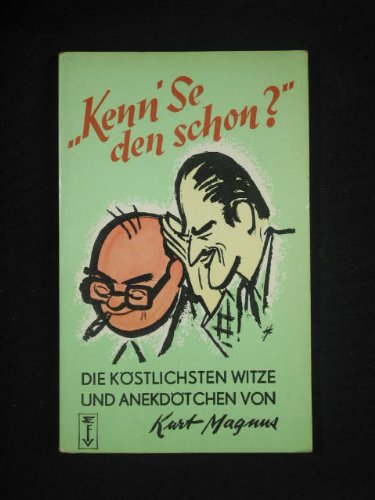 „Kenn' Se
den schon?"
DIE KÖSTLICHSTEN WITZE
UND ANEKDÖTCHEN VON
Kurt Magnus